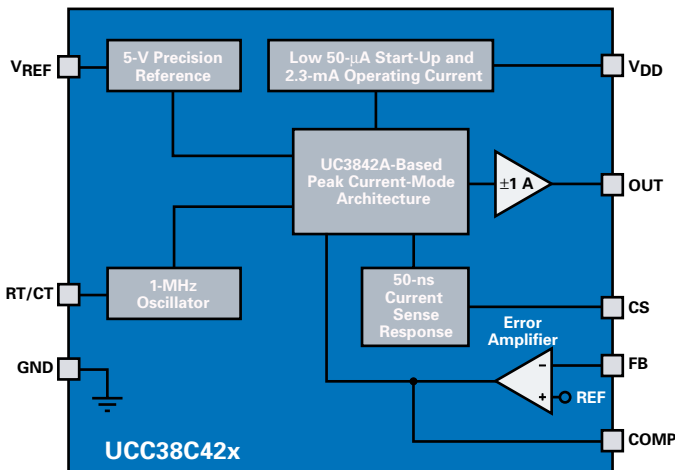 5-V Precision
Reference
Low 50-μA Start-Up and
2.3-mA Operating Current
VREF
VDD
UC3842A-Based
Peak Current-Mode
Architecture
±1 A
OUT
RT/CT
1-MHz
Oscillator
50-ns
Current
Sense
Response
CS
Error
Amplifier
GND
FB
–
+
REF
COMP
UCC38C42x